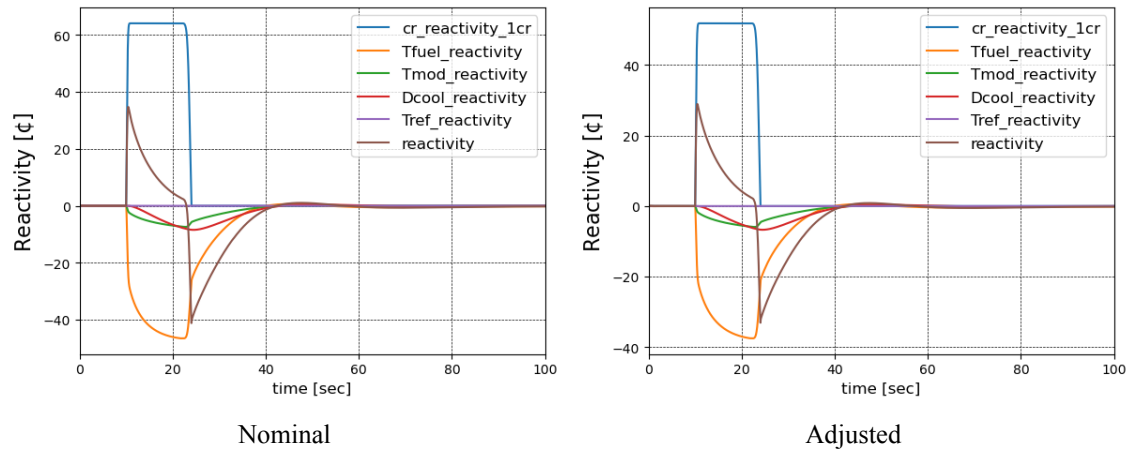 Reactivity [¢]
60
40
20
0
−20
−40
0
20
40
60
80
100
time [sec]
cr_reactivity_1cr
Tfuel_reactivity
Tmod_reactivity
Dcool_reactivity
Tref_reactivity
reactivity
Nominal
Reactivity [¢]
40
20
0
−20
−40
0
20
40
60
80
100
time [sec]
cr_reactivity_1cr
Tfuel_reactivity
Tmod_reactivity
Dcool_reactivity
Tref_reactivity
reactivity
Adjusted